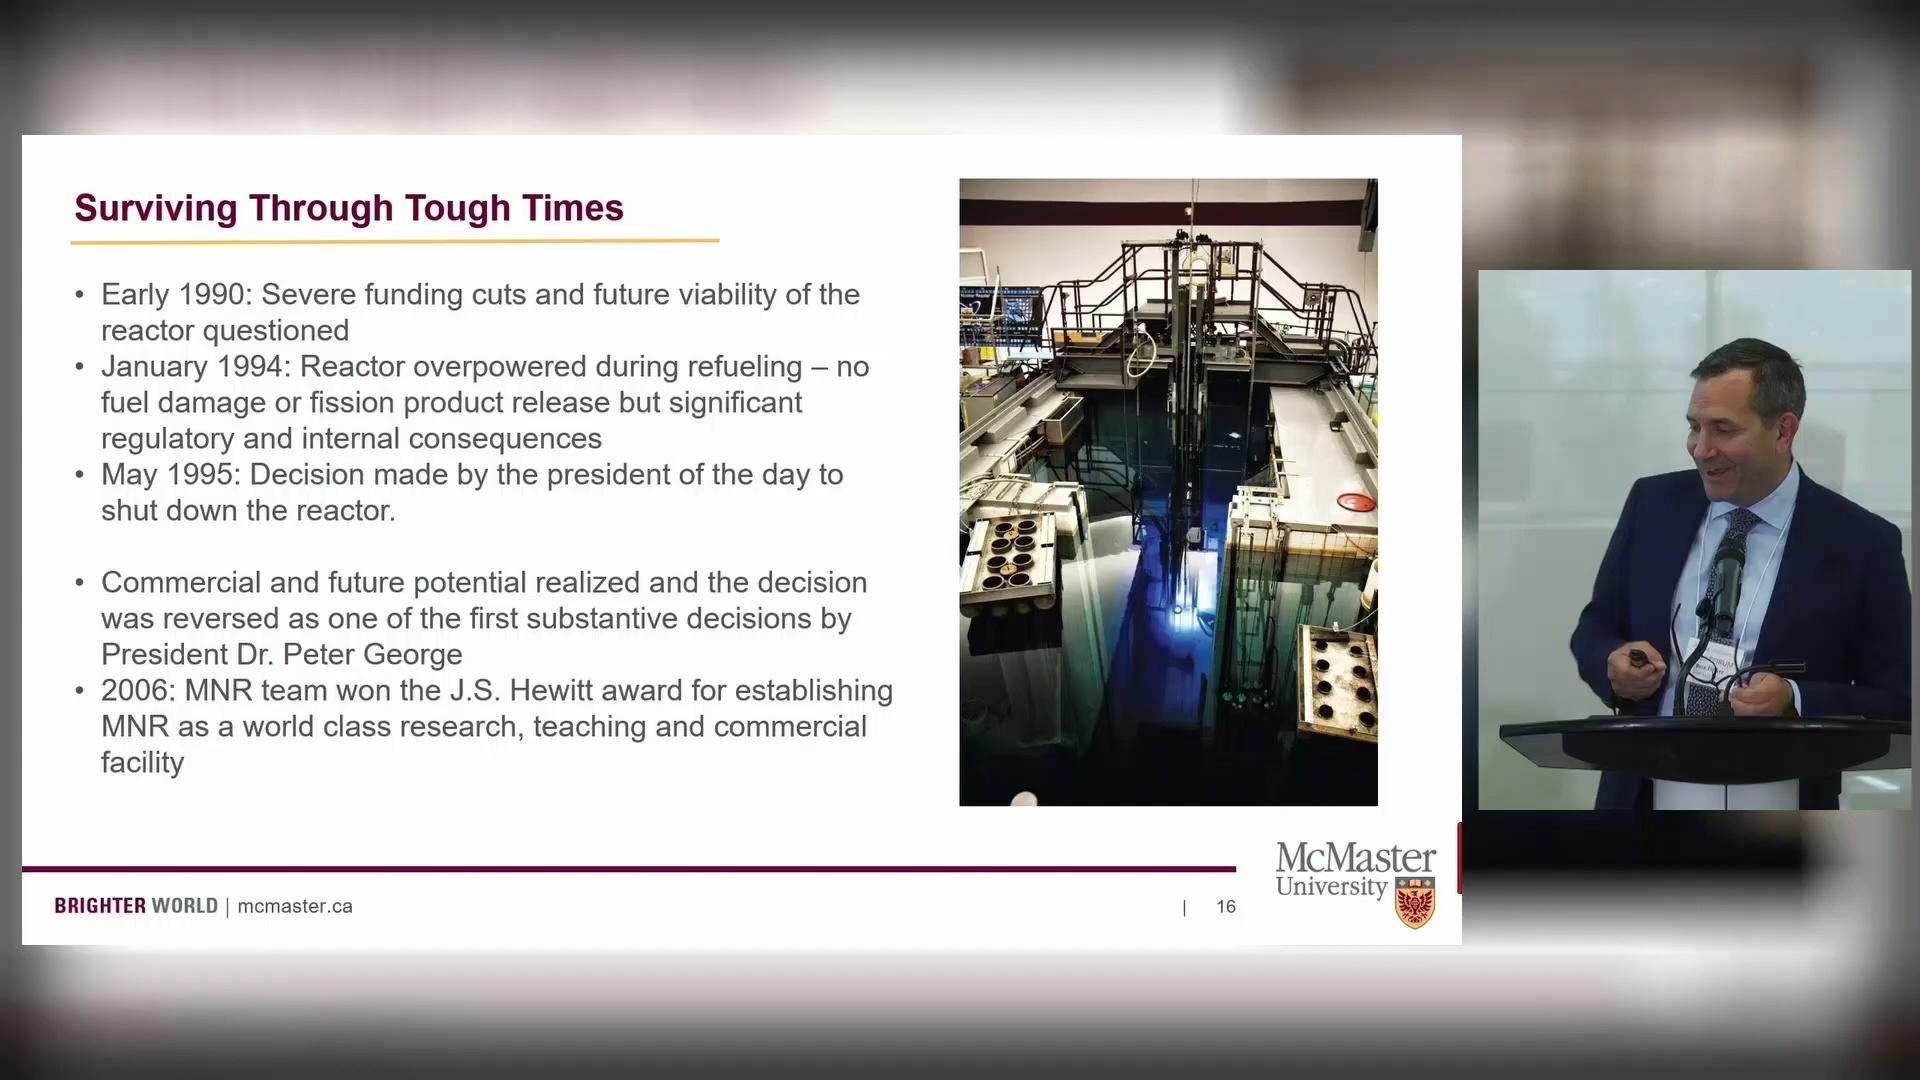 Surviving Through Tough Times
• Early 1990: Severe funding cuts and future viability of the
reactor questioned
• January 1994: Reactor overpowered during refueling – no
fuel damage or fission product release but significant
regulatory and internal consequences
• May 1995: Decision made by the president of the day to
shut down the reactor.
• Commercial and future potential realized and the decision
was reversed as one of the first substantive decisions by
President Dr. Peter George
• 2006: MNR team won the J.S. Hewitt award for establishing
MNR as a world class research, teaching and commercial
facility
BRIGHTER WORLD | mcmaster.ca
| 16
McMaster
University